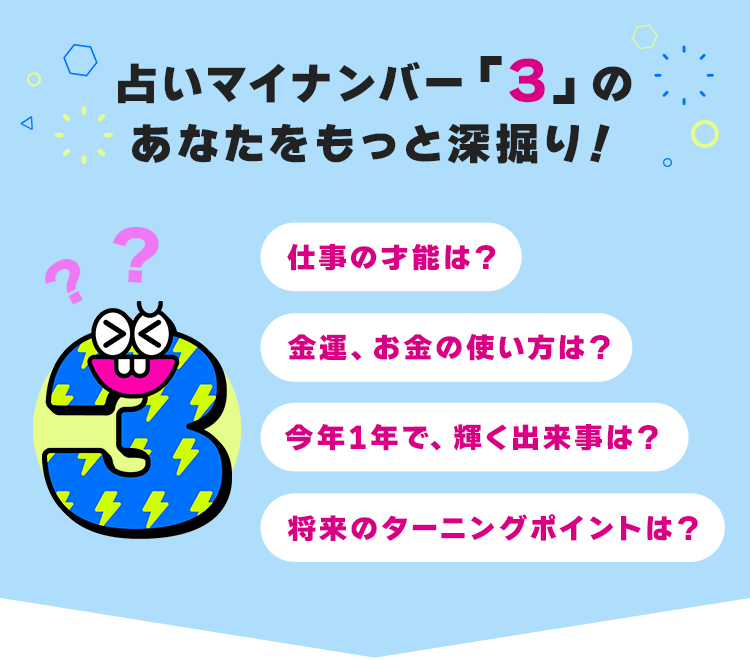 占いマイナンバー「3」の
あなたをもっと深掘り!
? ?
仕事の才能は?
金運、お金の使い方は?
今年1年で、輝く出来事は?
将来のターニングポイントは?
3